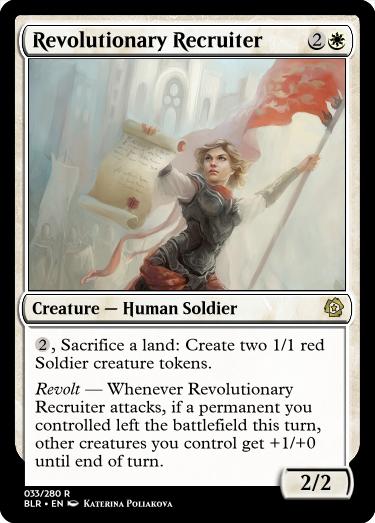 Revolutionary Recruiter 2
Creature — Human Soldier
2, Sacrifice a land: Create two 1/1 red
Soldier creature tokens.
Revolt — Whenever Revolutionary
Recruiter attacks, if a permanent you
controlled left the battlefield this turn,
other creatures you control get +1/+0
until end of turn.
2/2
033/280 R
BLR • EN Katerina Poliakova